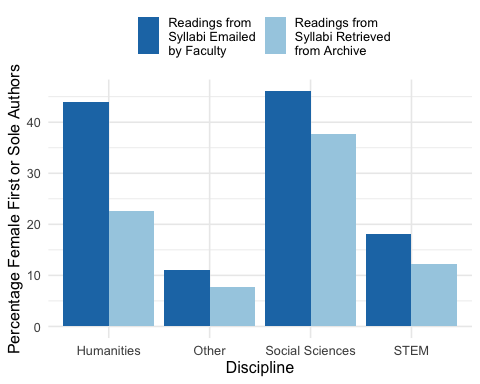 Readings from
Syllabi Emailed
by Faculty
Readings from
Syllabi Retrieved
from Archive
Percentage Female First or Sole Authors
40
30
20
10
0
Humanities
Other
Social Sciences
STEM
Discipline